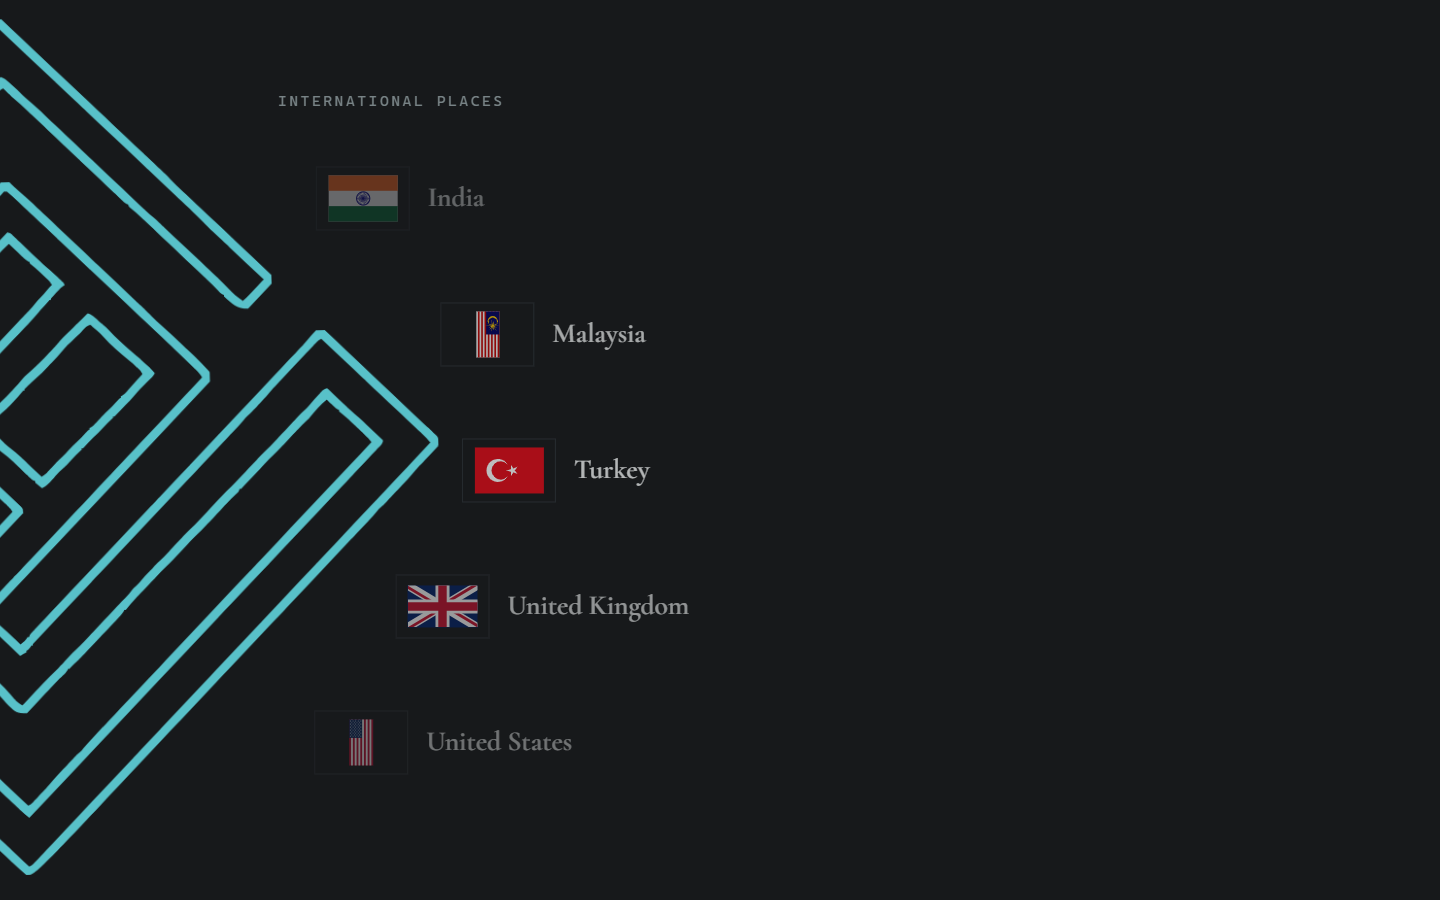 INTERNATIONAL PLACES
India
Malaysia
Turkey
United Kingdom
United States